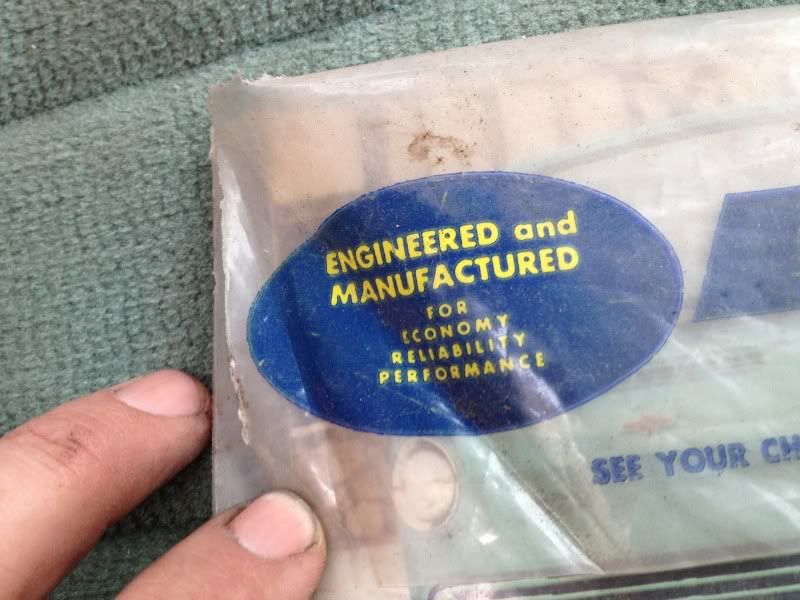 ENGINEERED and
MANUFACTURED
FOR
ECONOMY
RELIABILITY
PERFORMANCE
SEE YOUR CH